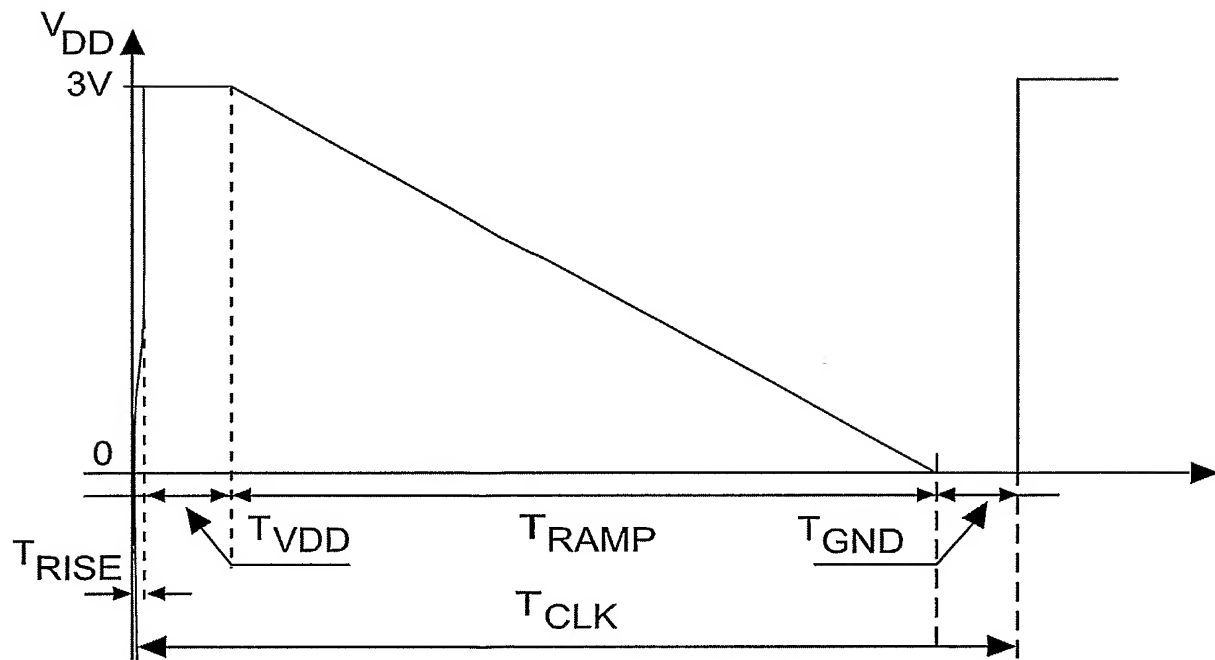 VDD
3V
0
TVDD
TRAMP
TGND
TRISE
TCLK